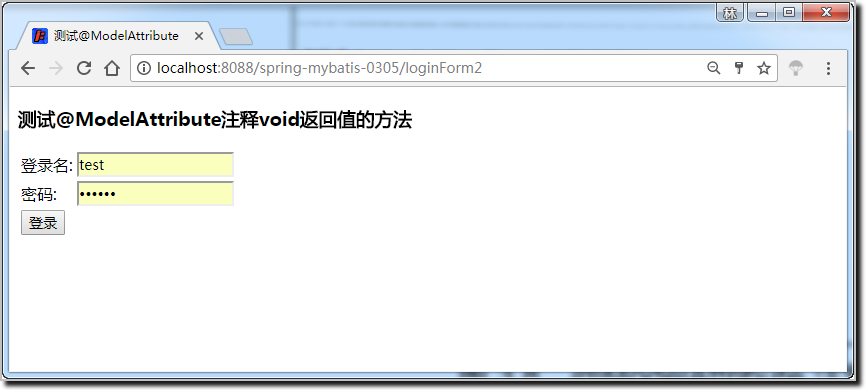 林
测试@ModelAttribute
localhost:8088/spring-mybatis-0305/loginForm2
测试@ModelAttribute注释void返回值的方法
登录名: test
密码: ••••••
登录